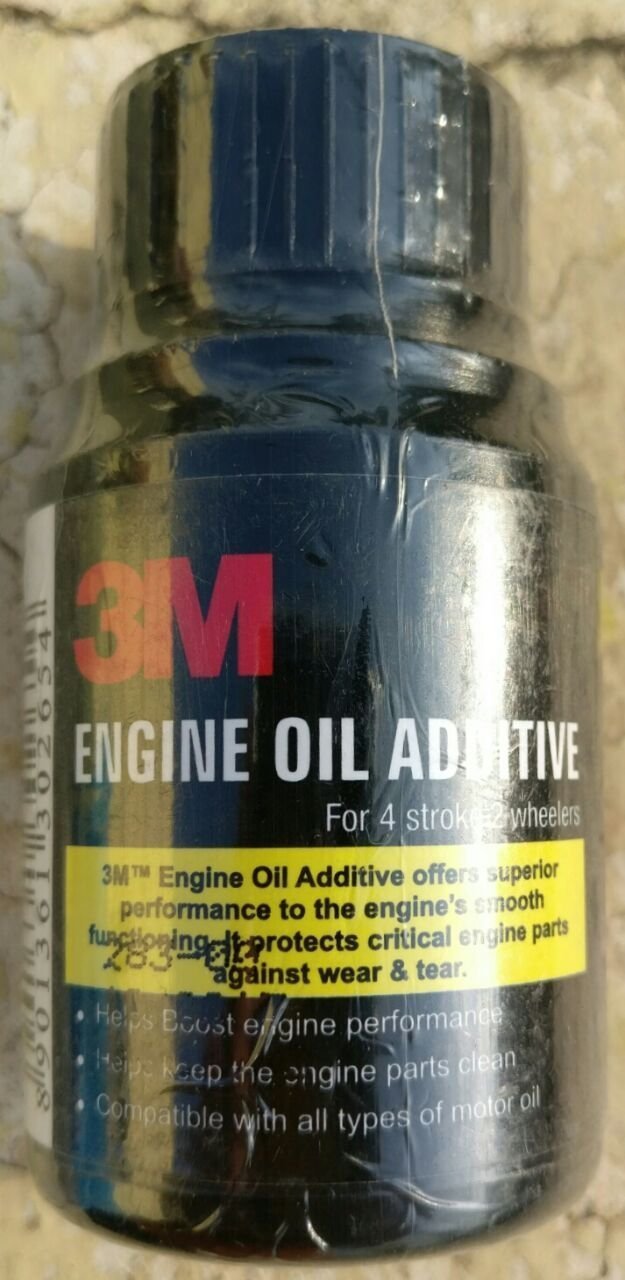 3M
ENGINE OIL ADDITIVE
For 4 stroke 2 wheelers
3M™ Engine Oil Additive offers superior
performance to the engine's smooth
functioning. It protects critical engine parts
against wear & tear.
• Helps Boost engine performance
• Helps keep the engine parts clean
• Compatible with all types of motor oil
8901361302654